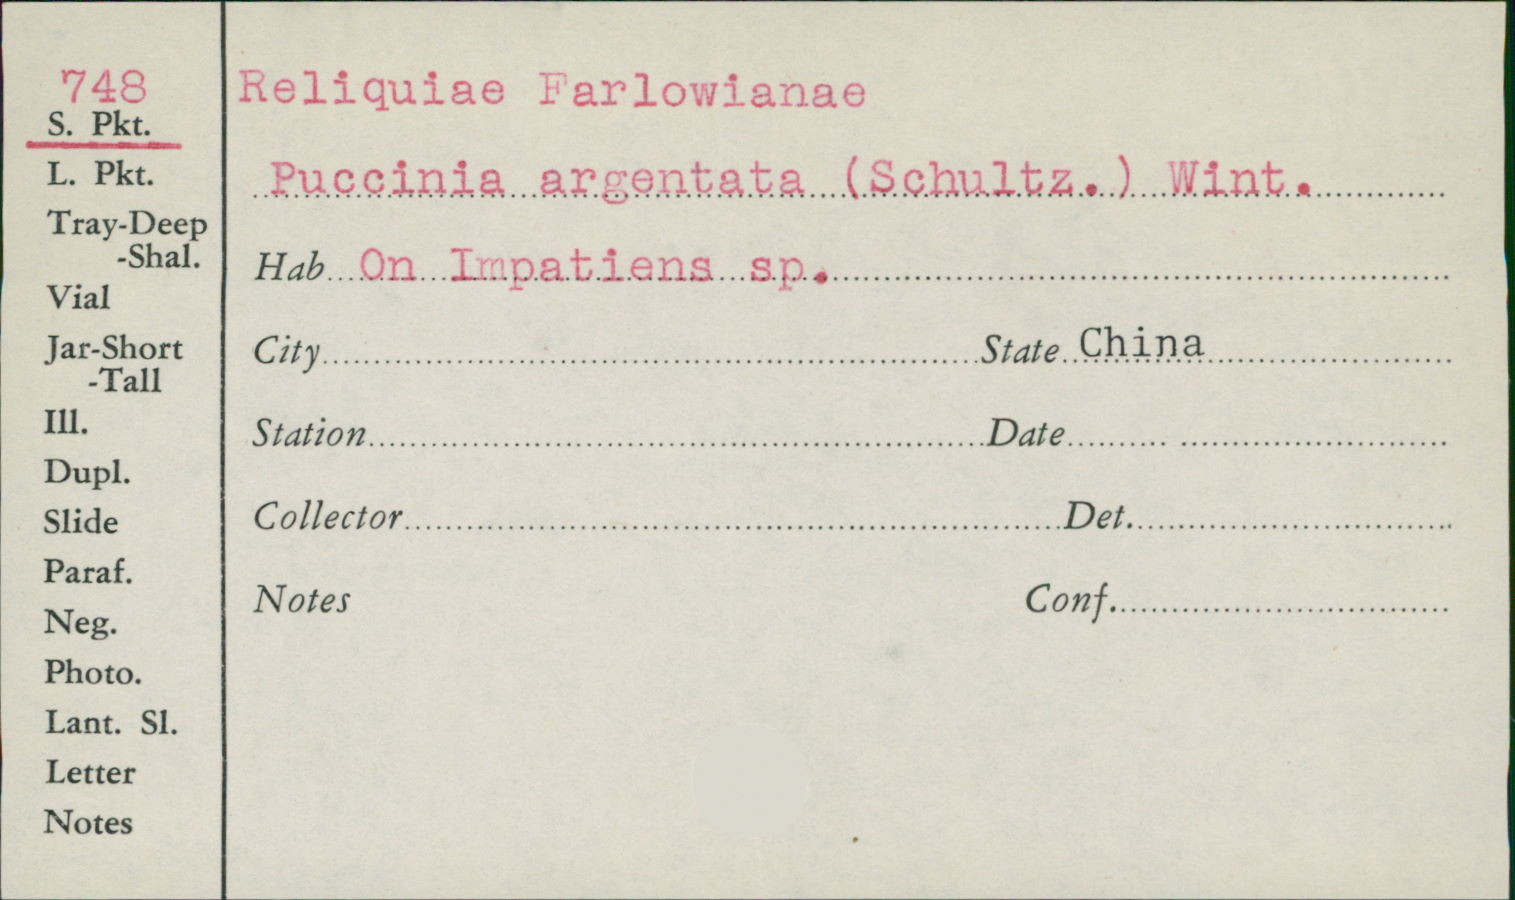 748 Reliquiae Farlowianae
S. Pkt.
L. Pkt. Puccinia argentata (Schultz.) Wint.
Tray-Deep
-Shal. Hab On Impatiens sp.
Vial
Jar-Short City State China
-Tall
Ill. Station Date
Dupl.
Slide Collector Det.
Paraf.
Neg. Notes Conf.
Photo.
Lant. Sl.
Letter
Notes